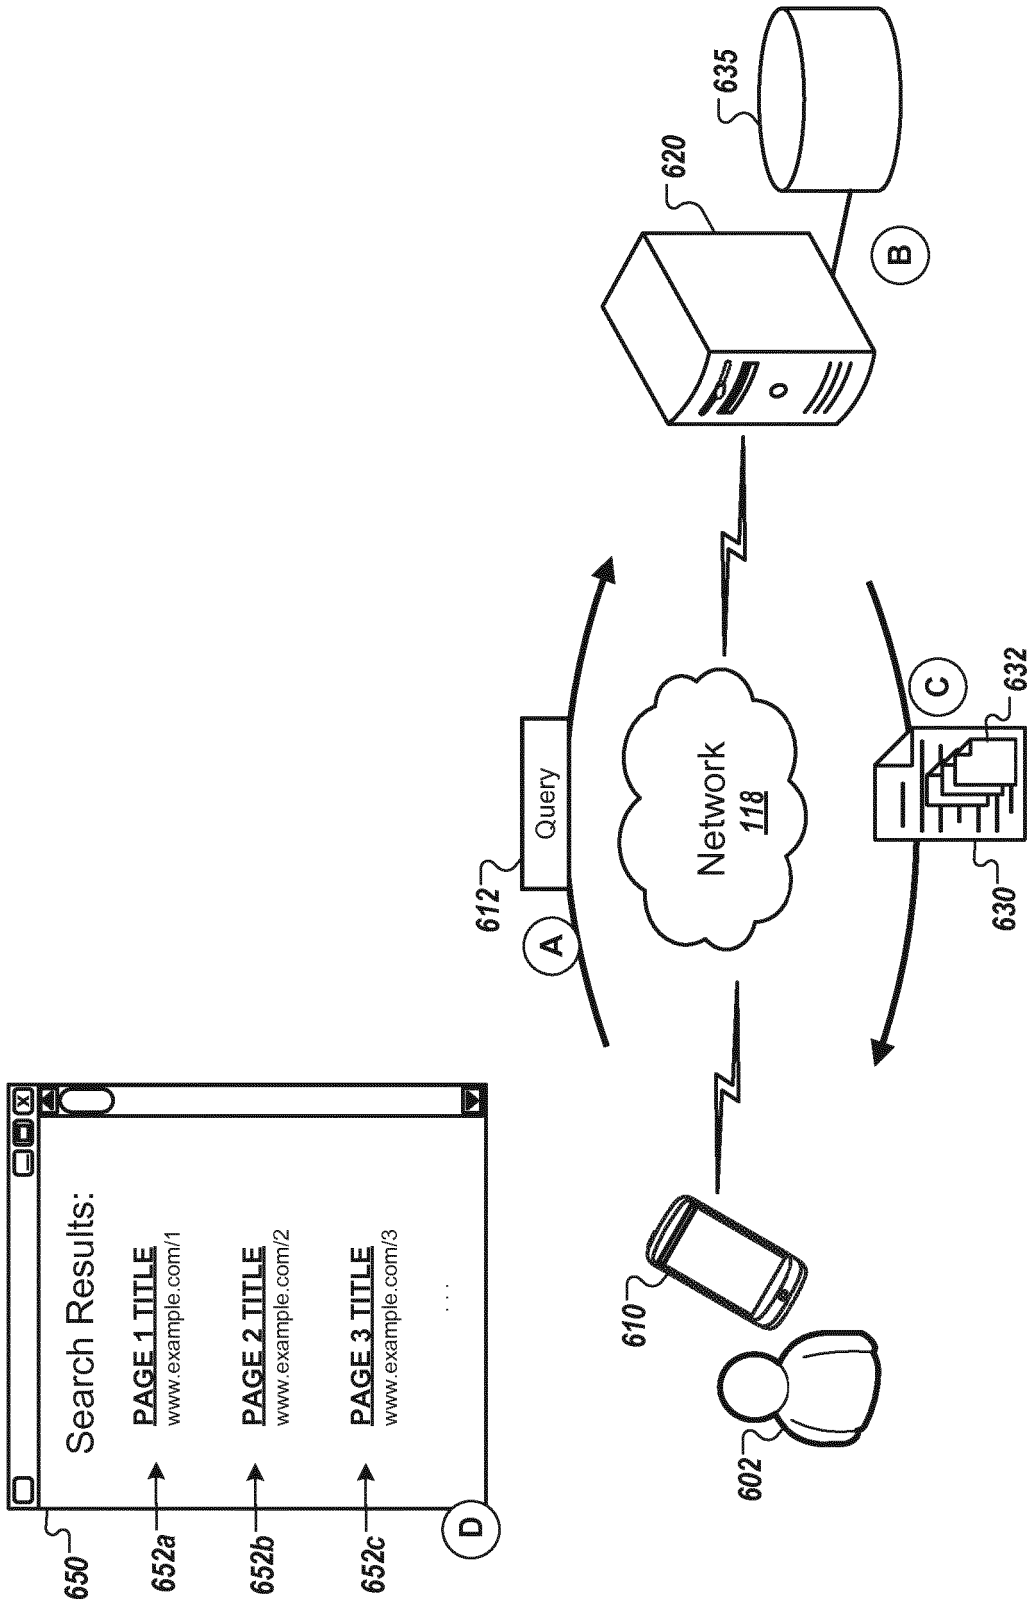 650
Search Results:
652a
PAGE 1 TITLE
www.example.com/1
652b
PAGE 2 TITLE
www.example.com/2
652c
PAGE 3 TITLE
www.example.com/3
. . .
D
X
612
Query
A
602
610
Network
118
620
635
B
C
630
632